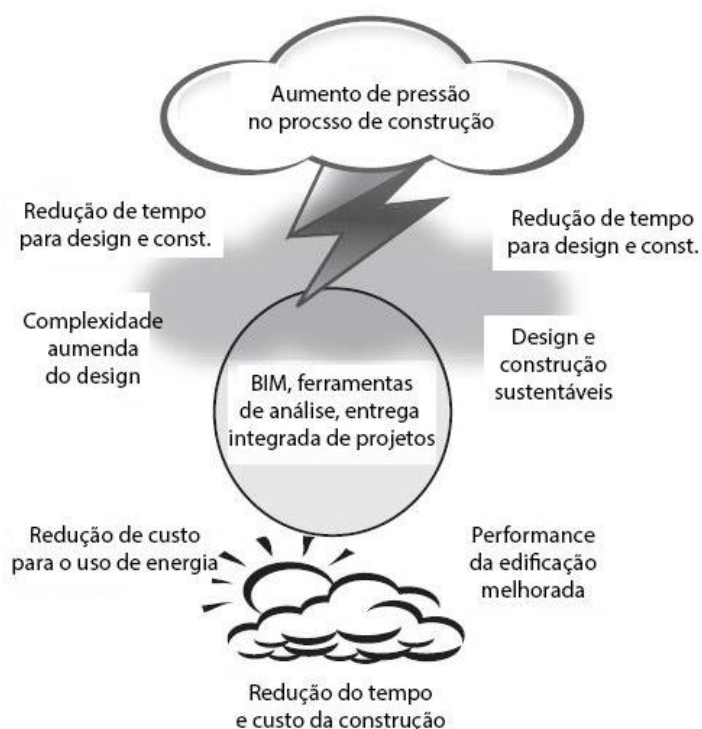 Aumento de pressão
no procsso de construção
Redução de tempo
para design e const.
Redução de tempo
para design e const.
Complexidade
aumenda
do design
Design e
construção
sustentáveis
BIM, ferramentas
de análise, entrega
integrada de projetos
Redução de custo
para o uso de energia
Performance
da edificação
melhorada
Redução do tempo
e custo da construção